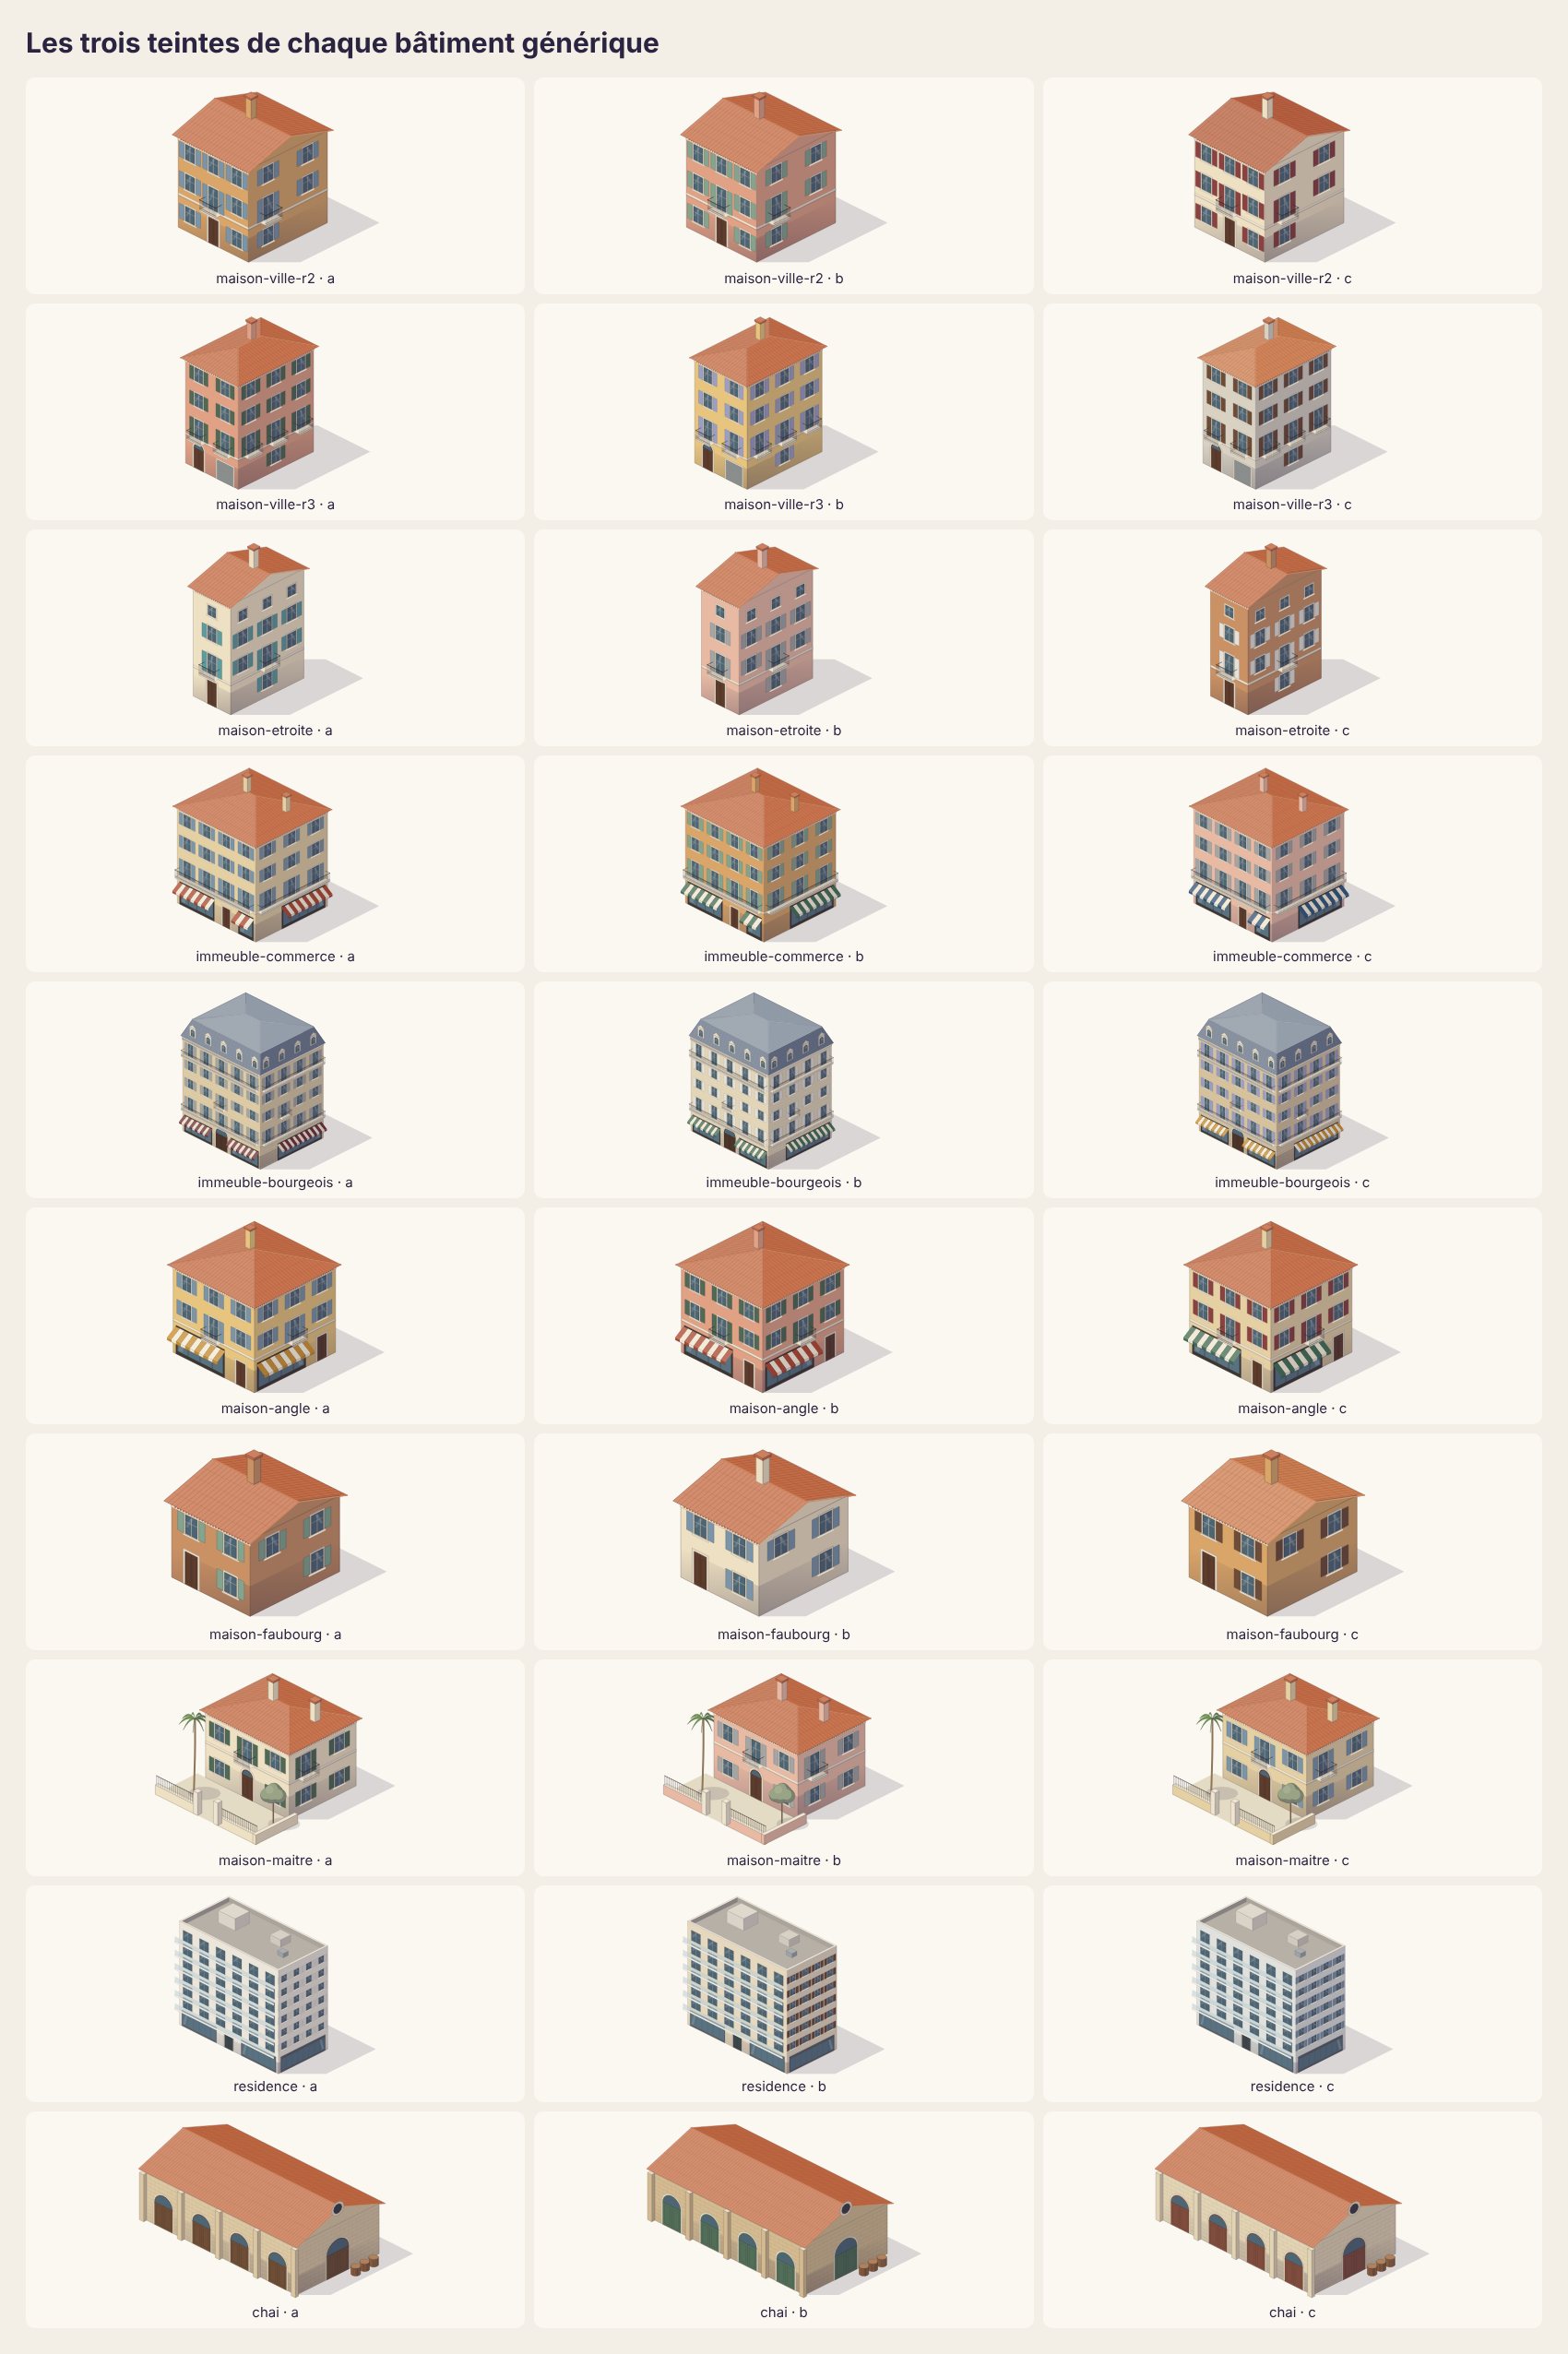 Les trois teintes de chaque bâtiment générique
maison-ville-r2 · a
maison-ville-r2 · b
maison-ville-r2 · c
maison-ville-r3 · a
maison-ville-r3 · b
maison-ville-r3 · c
maison-etroite · a
maison-etroite · b
maison-etroite · c
immeuble-commerce · a
immeuble-commerce · b
immeuble-commerce · c
immeuble-bourgeois · a
immeuble-bourgeois · b
immeuble-bourgeois · c
maison-angle · a
maison-angle · b
maison-angle · c
maison-faubourg · a
maison-faubourg · b
maison-faubourg · c
maison-maitre · a
maison-maitre · b
maison-maitre · c
residence · a
residence · b
residence · c
chai · a
chai · b
chai · c